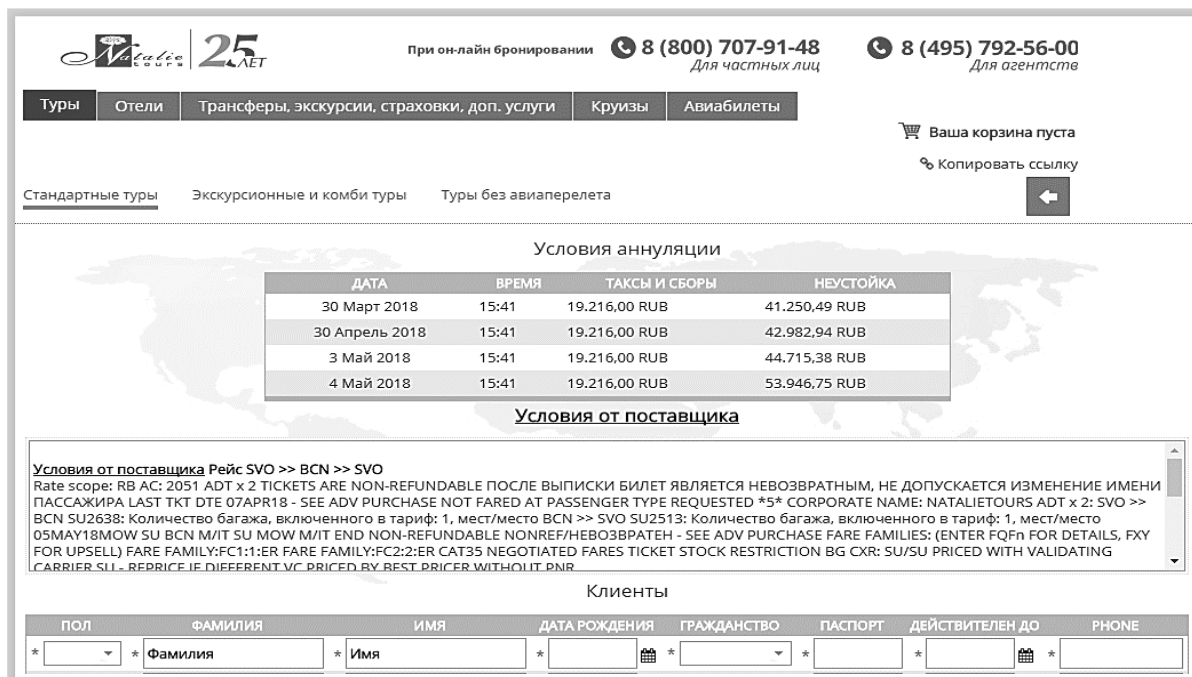 Natalie tours 25 ЛЕТ
При он-лайн бронировании 8 (800) 707-91-48 8 (495) 792-56-00
Для частных лиц Для агентств
Туры Отели Трансферы, экскурсии, страховки, доп. услуги Круизы Авиабилеты
Ваша корзина пуста
Копировать ссылку
Стандартные туры Экскурсионные и комби туры Туры без авиаперелета
Условия аннуляции
ДАТА ВРЕМЯ ТАКСЫ И СБОРЫ НЕУСТОЙКА
30 Март 2018 15:41 19.216,00 RUB 41.250,49 RUB
30 Апрель 2018 15:41 19.216,00 RUB 42.982,94 RUB
3 Май 2018 15:41 19.216,00 RUB 44.715,38 RUB
4 Май 2018 15:41 19.216,00 RUB 53.946,75 RUB
Условия от поставщика
Условия от поставщика Рейс SVO >> BCN >> SVO
Rate scope: RB AC: 2051 ADT x 2 TICKETS ARE NON-REFUNDABLE ПОСЛЕ ВЫПИСКИ БИЛЕТ ЯВЛЯЕТСЯ НЕВОЗВРАТНЫМ, НЕ ДОПУСКАЕТСЯ ИЗМЕНЕНИЕ ИМЕНИ
ПАССАЖИРА LAST TKT DTE 07APR18 - SEE ADV PURCHASE NOT FARED AT PASSENGER TYPE REQUESTED *5* CORPORATE NAME: NATALIETOURS ADT x 2: SVO >>
BCN SU2638: Количество багажа, включенного в тариф: 1, мест/место BCN >> SVO SU2513: Количество багажа, включенного в тариф: 1, мест/место
05MAY18MOW SU BCN M/IT SU MOW M/IT END NON-REFUNDABLE NONREF/НЕВОЗВРАТЕН - SEE ADV PURCHASE FARE FAMILIES: (ENTER FQFn FOR DETAILS, FXY
FOR UPSELL) FARE FAMILY:FC1:1:ER FARE FAMILY:FC2:2:ER CAT35 NEGOTIATED FARES TICKET STOCK RESTRICTION BG CXR: SU/SU PRICED WITH VALIDATING
CARRIER SU - REPRICE IF DIFFERENT VC PRICED BY BEST PRICER WITHOUT PNR
Клиенты
ПОЛ ФАМИЛИЯ ИМЯ ДАТА РОЖДЕНИЯ ГРАЖДАНСТВО ПАСПОРТ ДЕЙСТВИТЕЛЕН ДО PHONE
* * Фамилия * Имя * * * * *